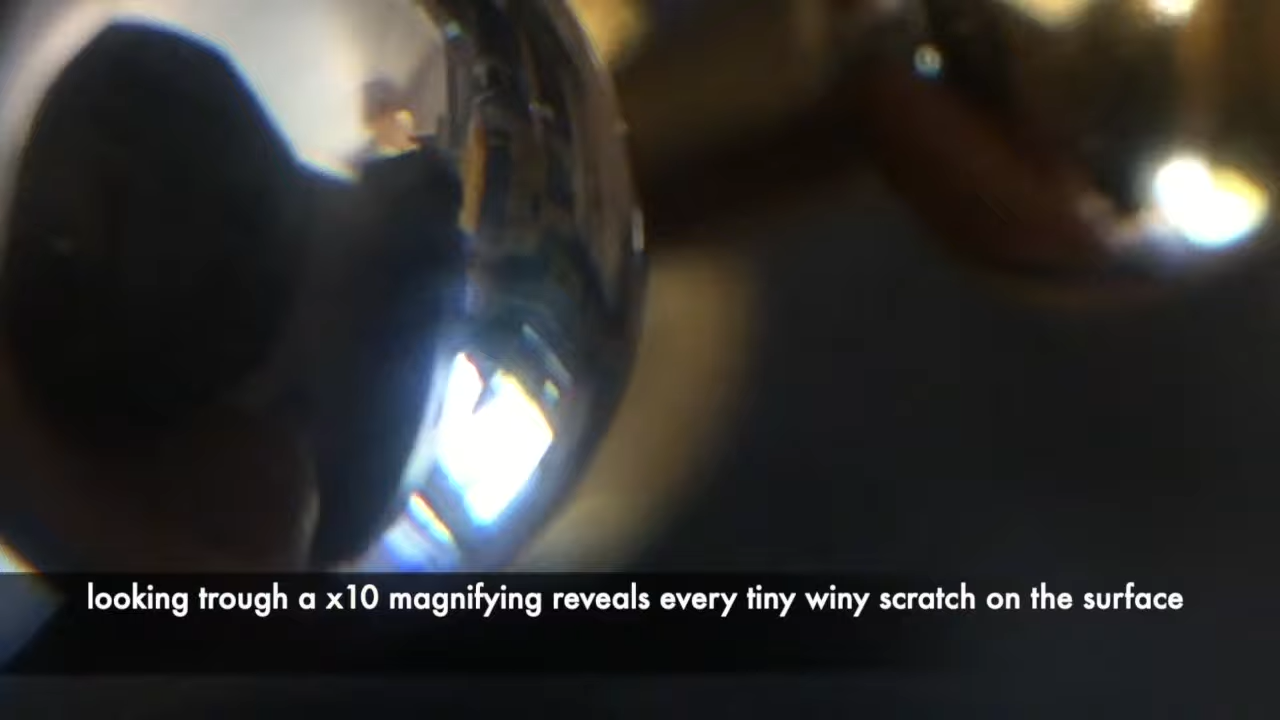 looking trough a x10 magnifying reveals every tiny winy scratch on the surface